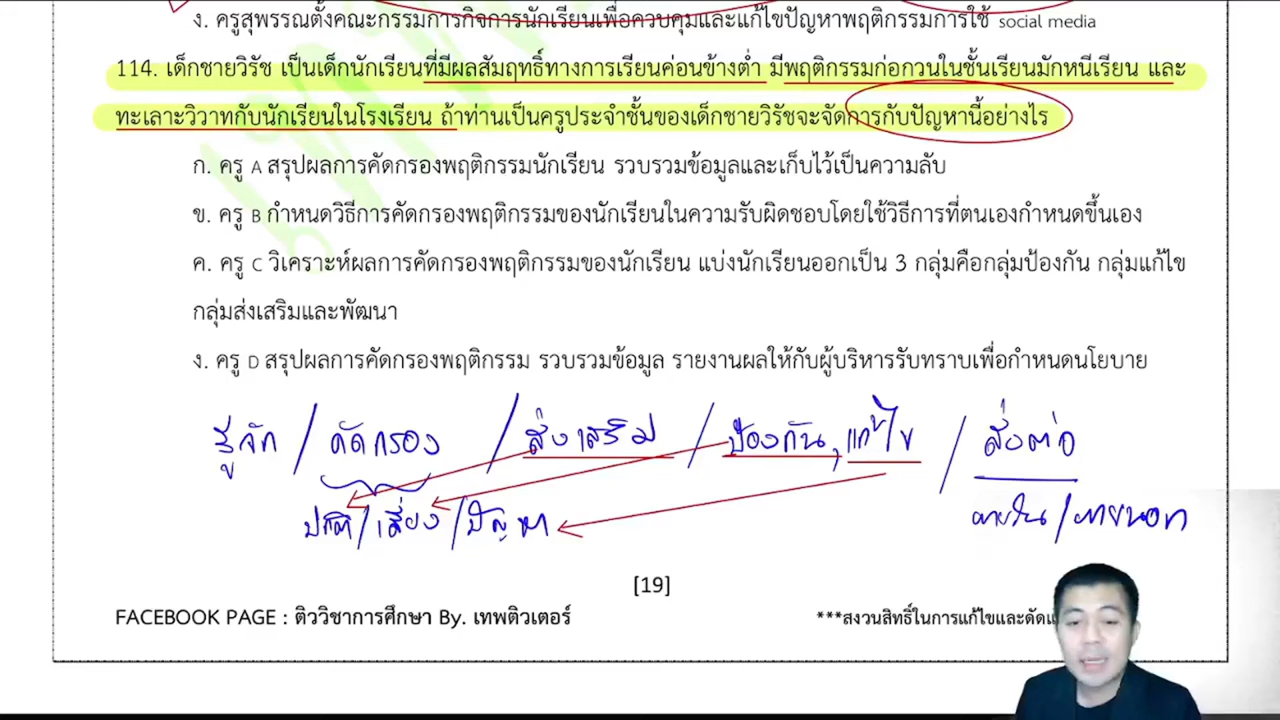 ง. ครูสุพรรณตั้งคณะกรรมการกิจการนักเรียนเพื่อควบคุมและแก้ไขปัญหาพฤติกรรมการใช้ social media
114. เด็กชายวิรัช เป็นเด็กนักเรียนที่มีผลสัมฤทธิ์ทางการเรียนค่อนข้างต่ำ มีพฤติกรรมก่อกวนในชั้นเรียนมักหนีเรียน และ
ทะเลาะวิวาทกับนักเรียนในโรงเรียน ถ้าท่านเป็นครูประจำชั้นของเด็กชายวิรัชจะจัดการกับปัญหานี้อย่างไร
ก. ครู A สรุปผลการคัดกรองพฤติกรรมนักเรียน รวบรวมข้อมูลและเก็บไว้เป็นความลับ
ข. ครู B กำหนดวิธีการคัดกรองพฤติกรรมของนักเรียนในความรับผิดชอบโดยใช้วิธีการที่ตนเองกำหนดขึ้นเอง
ค. ครู C วิเคราะห์ผลการคัดกรองพฤติกรรมของนักเรียน แบ่งนักเรียนออกเป็น 3 กลุ่มคือกลุ่มป้องกัน กลุ่มแก้ไข
กลุ่มส่งเสริมและพัฒนา
ง. ครู D สรุปผลการคัดกรองพฤติกรรม รวบรวมข้อมูล รายงานผลให้กับผู้บริหารรับทราบเพื่อกำหนดนโยบาย
รู้จัก / คัดกรอง / ส่งเสริม / ป้องกัน, แก้ไข / ส่งต่อ
ปกติ / เสี่ยง / ปัญหา ภายใน / ภายนอก
[19]
FACEBOOK PAGE : ติววิชาการศึกษา By. เทพติวเตอร์ ***สงวนสิทธิ์ในการแก้ไขและดัดแ